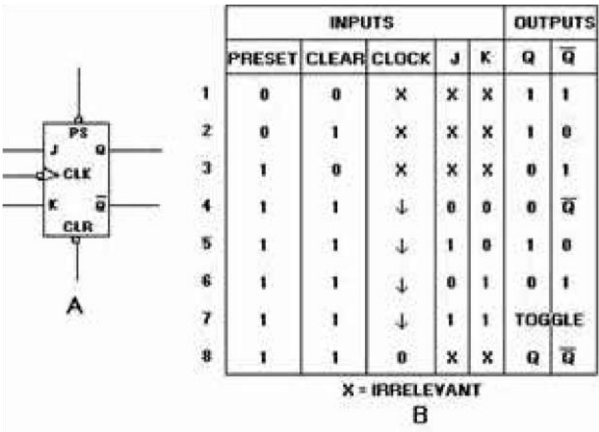 INPUTS OUTPUTS
PRESET CLEAR CLOCK J K Q Q̅
1 0 0 X X X 1 1
2 0 1 X X X 1 0
3 1 0 X X X 0 1
4 1 1 ↓ 0 0 0 Q̅
5 1 1 ↓ 1 0 1 0
6 1 1 ↓ 0 1 0 1
7 1 1 ↓ 1 1 TOGGLE
8 1 1 0 X X Q Q̅
X = IRRELEVANT
B
PS
J Q
CLK
K Q̅
CLR
A